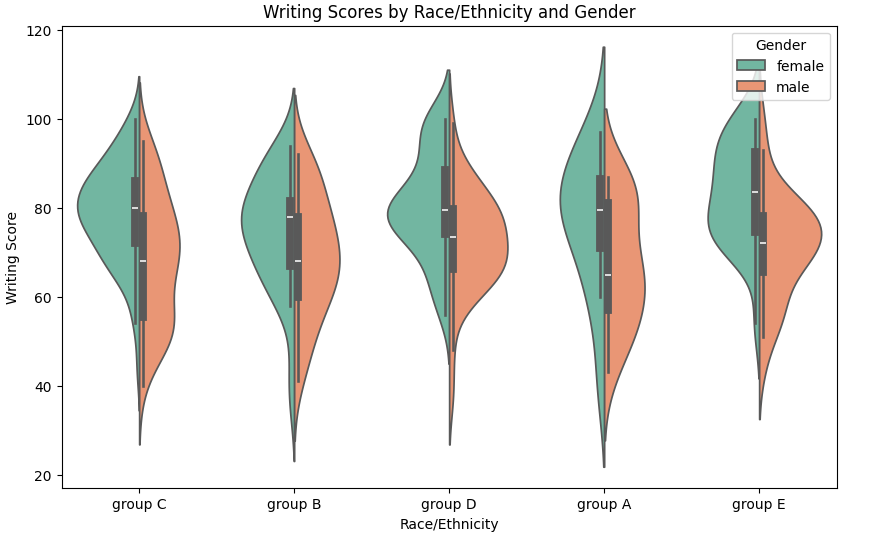 Writing Scores by Race/Ethnicity and Gender
120
100
80
60
40
20
Writing Score
Gender
female
male
group C
group B
group D
group A
group E
Race/Ethnicity